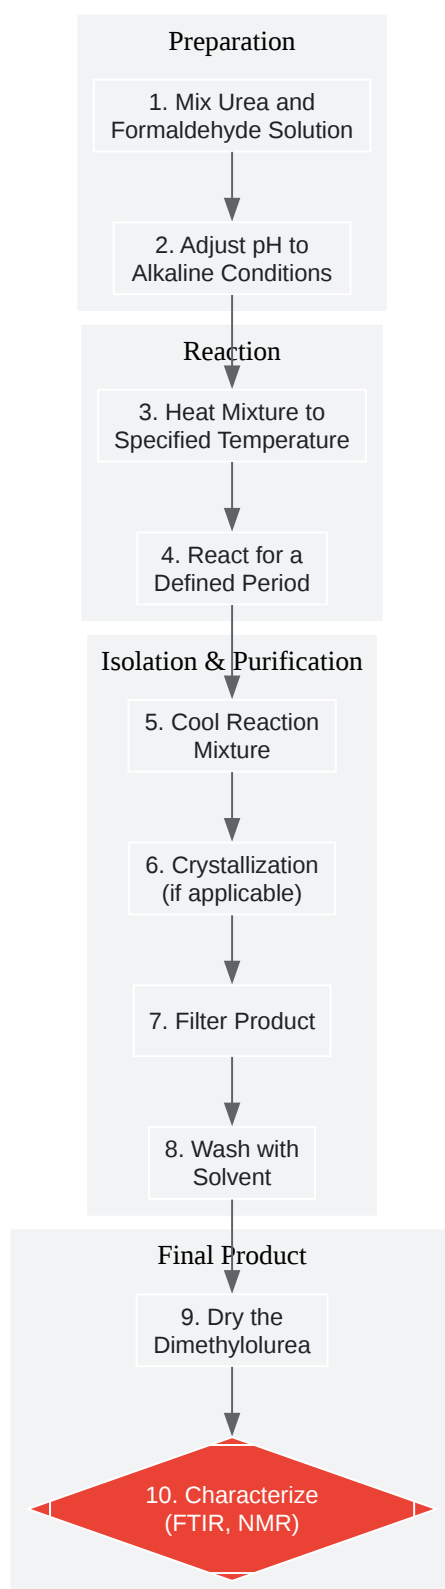 Preparation
1. Mix Urea and
Formaldehyde Solution
2. Adjust pH to
Alkaline Conditions
Reaction
3. Heat Mixture to
Specified Temperature
4. React for a
Defined Period
Isolation & Purification
5. Cool Reaction
Mixture
6. Crystallization
(if applicable)
7. Filter Product
8. Wash with
Solvent
Final Product
9. Dry the
Dimethylolurea
10. Characterize
(FTIR, NMR)